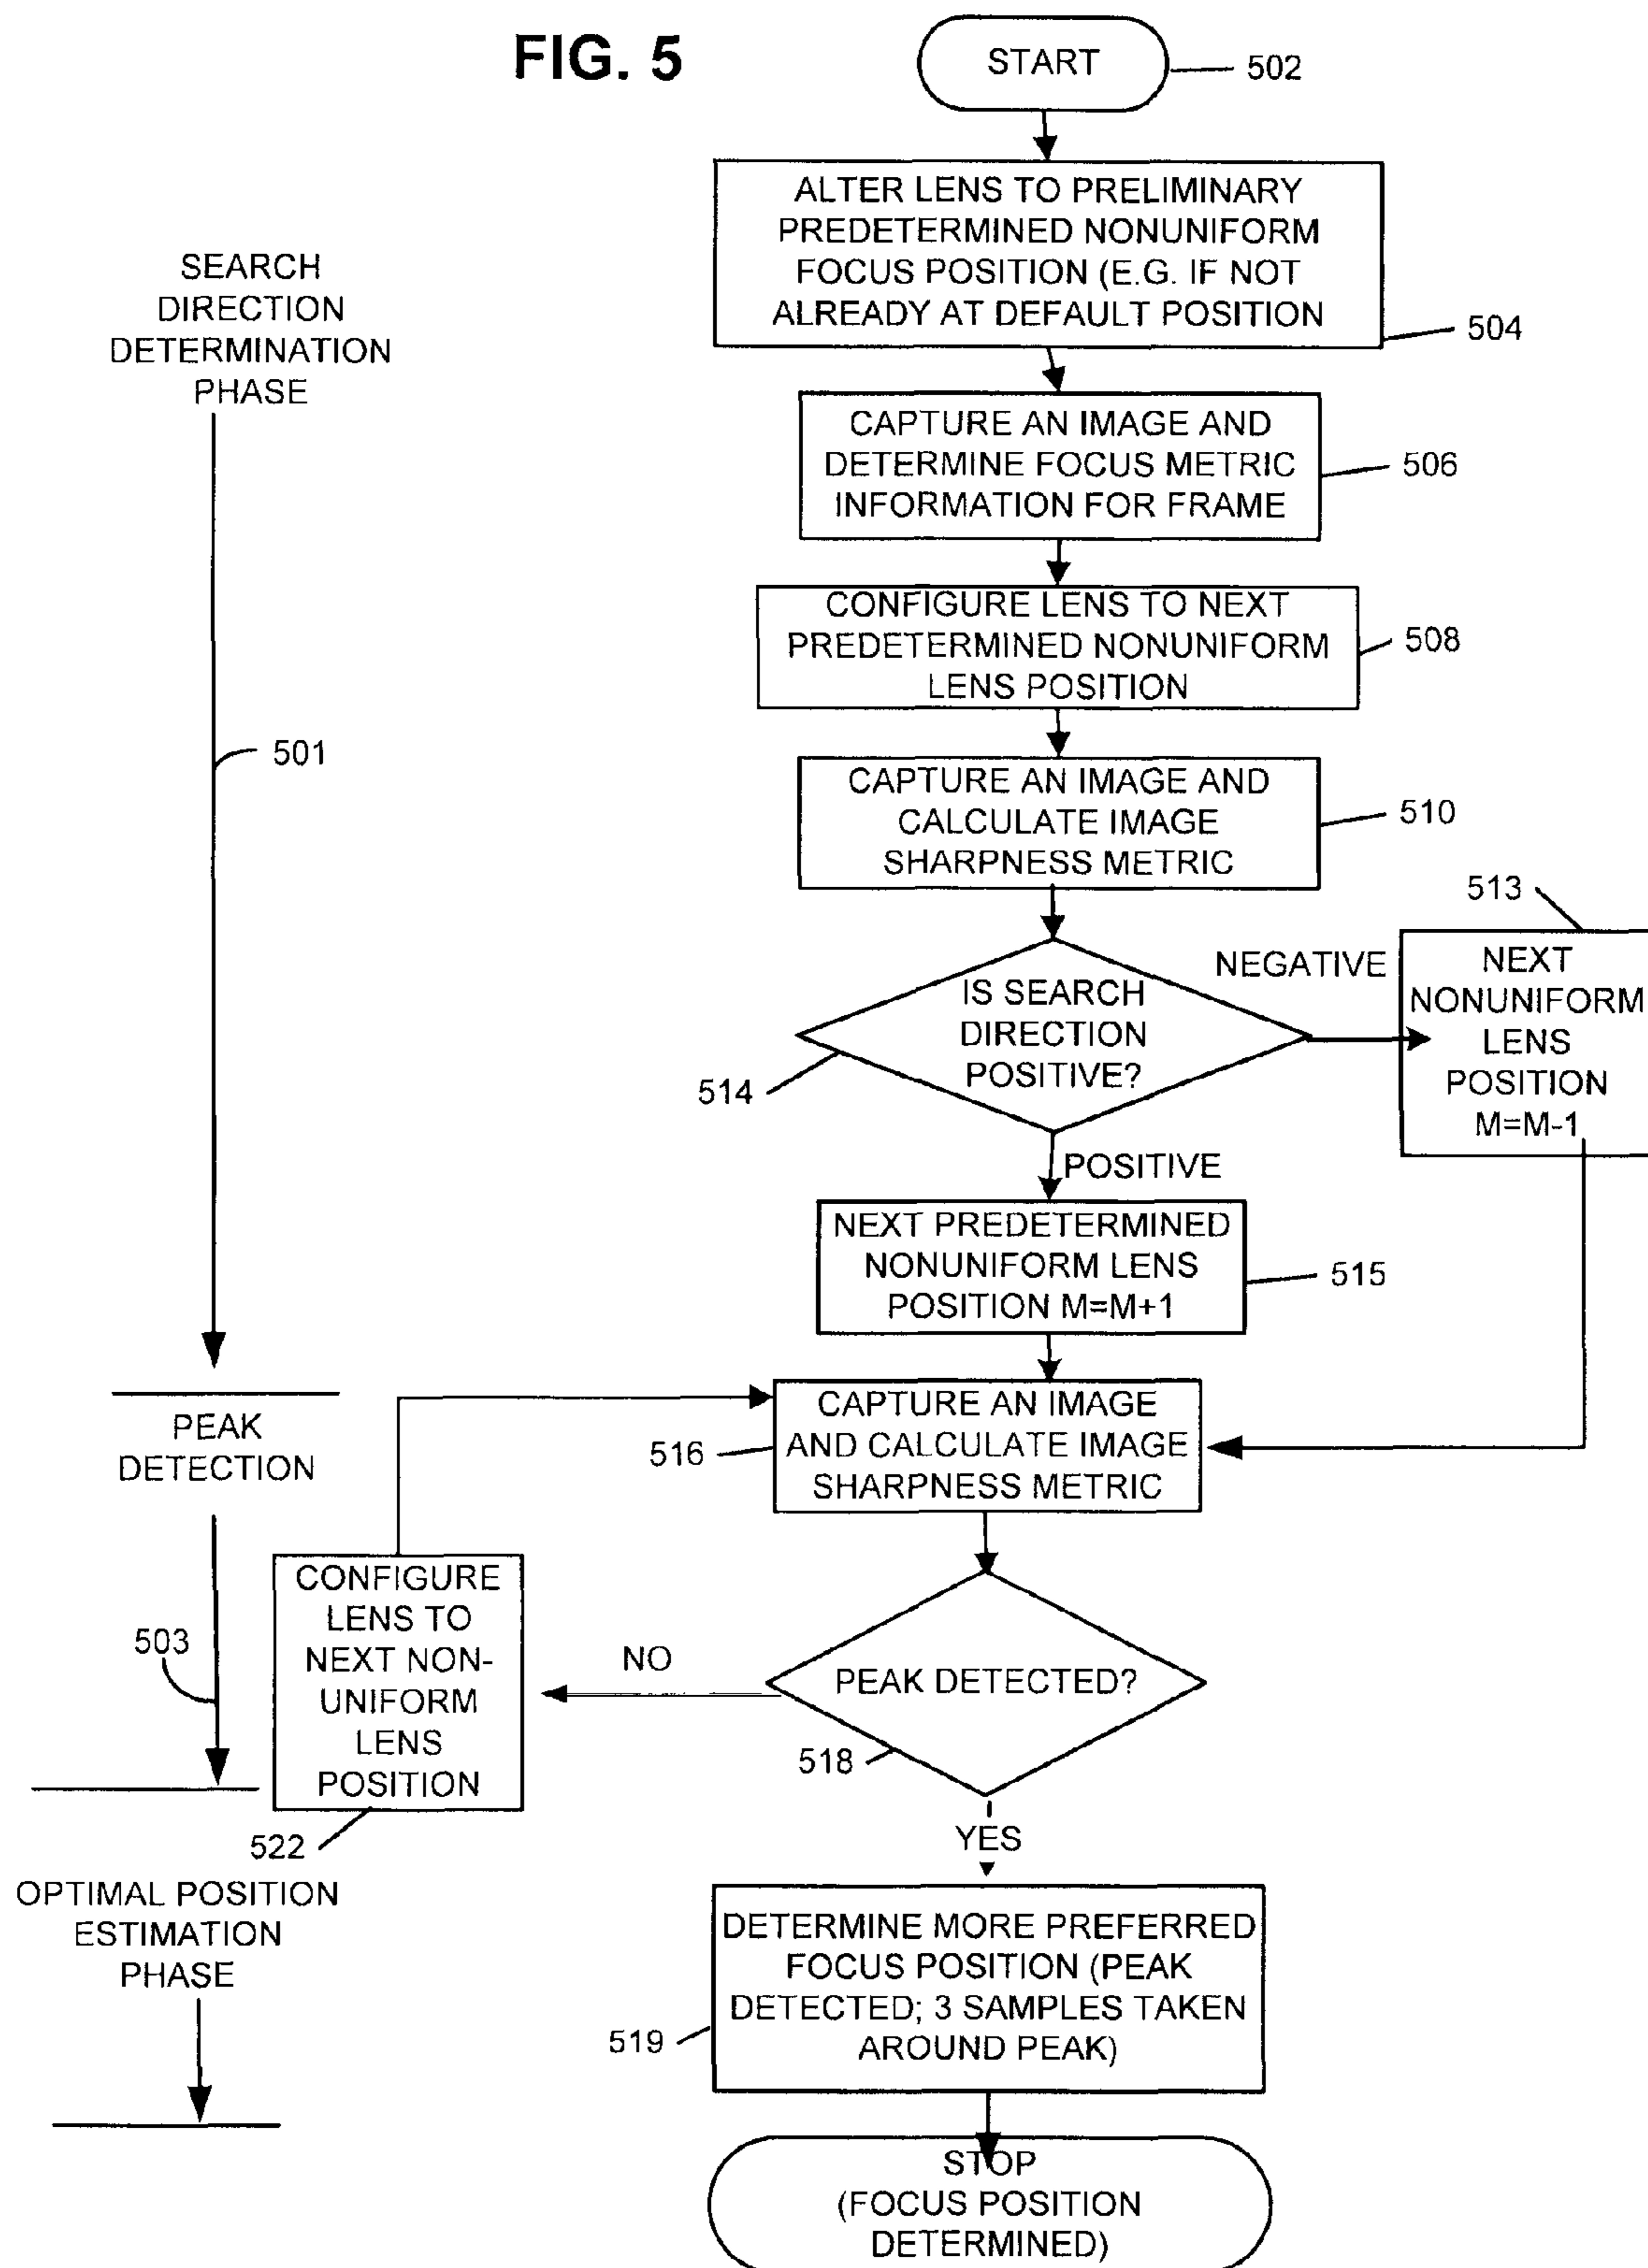 FIG. 5
START
502
ALTER LENS TO PRELIMINARY
PREDETERMINED NONUNIFORM
FOCUS POSITION (E.G. IF NOT
ALREADY AT DEFAULT POSITION
504
SEARCH
DIRECTION
DETERMINATION
PHASE
501
CAPTURE AN IMAGE AND
DETERMINE FOCUS METRIC
INFORMATION FOR FRAME
506
CONFIGURE LENS TO NEXT
PREDETERMINED NONUNIFORM
LENS POSITION
508
CAPTURE AN IMAGE AND
CALCULATE IMAGE
SHARPNESS METRIC
510
IS SEARCH
DIRECTION
POSITIVE?
514
NEGATIVE
513
NEXT
NONUNIFORM
LENS
POSITION
M=M-1
POSITIVE
NEXT PREDETERMINED
NONUNIFORM LENS
POSITION M=M+1
515
PEAK
DETECTION
503
CAPTURE AN IMAGE
AND CALCULATE IMAGE
SHARPNESS METRIC
516
PEAK DETECTED?
518
NO
CONFIGURE
LENS TO
NEXT NON-
UNIFORM
LENS
POSITION
522
YES
OPTIMAL POSITION
ESTIMATION
PHASE
DETERMINE MORE PREFERRED
FOCUS POSITION (PEAK
DETECTED; 3 SAMPLES TAKEN
AROUND PEAK)
519
STOP
(FOCUS POSITION
DETERMINED)